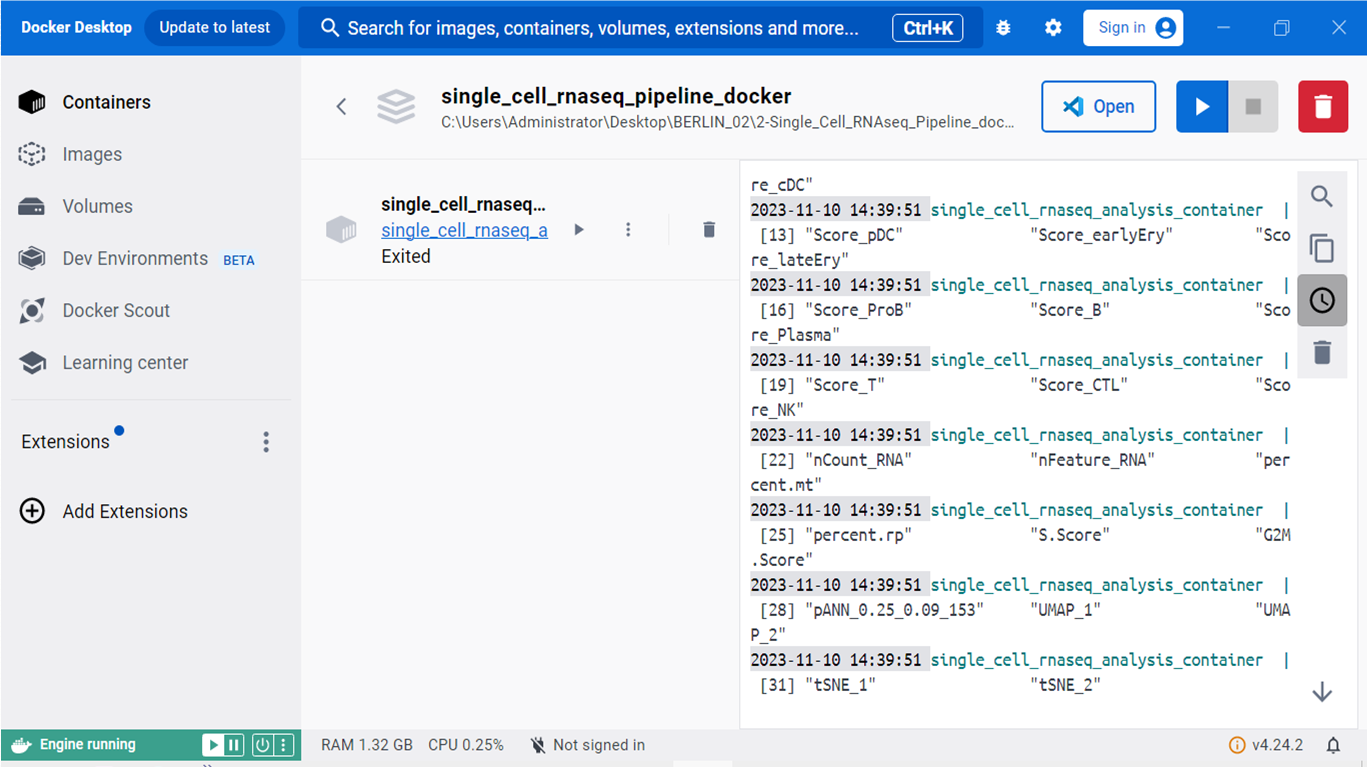 Docker Desktop
Update to latest
Search for images, containers, volumes, extensions and more...
Ctrl+K
Sign in
Containers
Images
Volumes
Dev Environments BETA
Docker Scout
Learning center
Extensions
Add Extensions
single_cell_rnaseq_pipeline_docker
C:\Users\Administrator\Desktop\BERLIN_02\2-Single_Cell_RNAseq_Pipeline_doc...
Open
single_cell_rnaseq...
single_cell_rnaseq_a
Exited
re_cDC"
2023-11-10 14:39:51 single_cell_rnaseq_analysis_container |
[13] "Score_pDC" "Score_earlyEry" "Sco
re_lateEry"
2023-11-10 14:39:51 single_cell_rnaseq_analysis_container |
[16] "Score_ProB" "Score_B" "Sco
re_Plasma"
2023-11-10 14:39:51 single_cell_rnaseq_analysis_container |
[19] "Score_T" "Score_CTL" "Sco
re_NK"
2023-11-10 14:39:51 single_cell_rnaseq_analysis_container |
[22] "nCount_RNA" "nFeature_RNA" "per
cent.mt"
2023-11-10 14:39:51 single_cell_rnaseq_analysis_container |
[25] "percent.rp" "S.Score" "G2M
.Score"
2023-11-10 14:39:51 single_cell_rnaseq_analysis_container |
[28] "pANN_0.25_0.09_153" "UMAP_1" "UMA
P_2"
2023-11-10 14:39:51 single_cell_rnaseq_analysis_container |
[31] "tSNE_1" "tSNE_2"
Engine running
RAM 1.32 GB CPU 0.25% Not signed in
v4.24.2